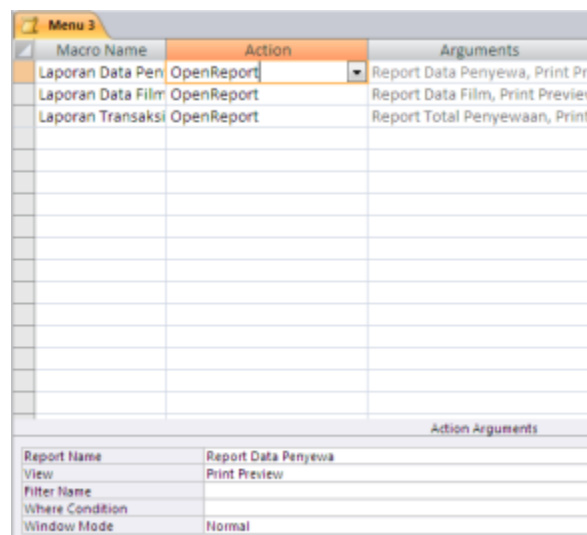 Menu 3
Macro Name Action Arguments
Laporan Data Pen OpenReport Report Data Penyewa, Print Pr
Laporan Data Film OpenReport Report Data Film, Print Preview
Laporan Transaksi OpenReport Report Total Penyewaan, Print
Action Arguments
Report Name Report Data Penyewa
View Print Preview
Filter Name
Where Condition
Window Mode Normal